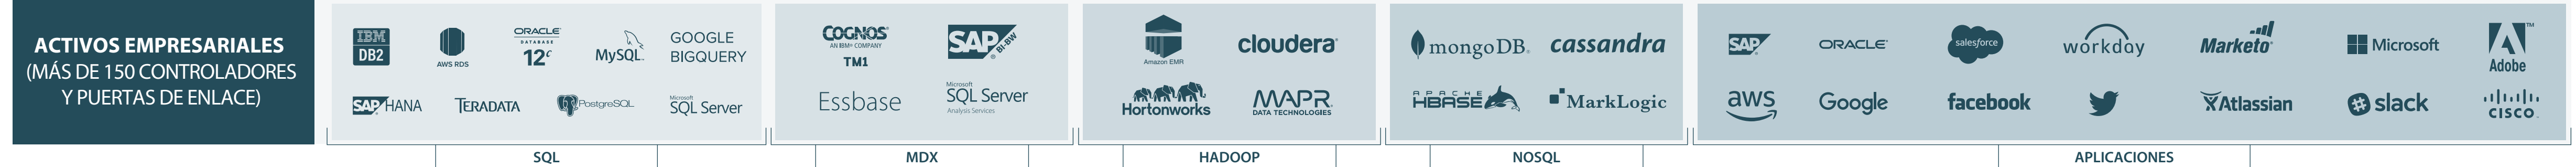 ACTIVOS EMPRESARIALES
(MÁS DE 150 CONTROLADORES
Y PUERTAS DE ENLACE)
IBM
DB2
AWS RDS
ORACLE®
DATABASE
12c
MySQL™
GOOGLE
BIGQUERY
SAP HANA
TERADATA
PostgreSQL
Microsoft
SQL Server
SQL
COGNOS®
AN IBM® COMPANY
TM1
SAP® BI-BW
Essbase
Microsoft
SQL Server
Analysis Services
MDX
Amazon EMR
cloudera®
Hortonworks
MAPR®
DATA TECHNOLOGIES
HADOOP
mongoDB®
cassandra
APACHE
HBASE
MarkLogic
NOSQL
SAP
ORACLE®
salesforce
workday
Marketo®
Microsoft
Adobe™
aws
Google
facebook
Atlassian
slack
CISCO™
APLICACIONES